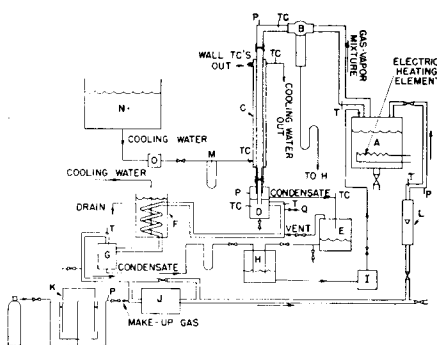 P
TC
B
WALL TC'S
OUT
TC
GAS-VAPOR
MIXTURE
ELECTRIC
HEATING
ELEMENT
N
C
COOLING WATER
OUT
T
A
COOLING WATER
O
M
TC
TO H
COOLING WATER
P
CONDENSATE
TC
P
DRAIN
TC
D
T
Q
L
F
VENT
E
T
G
CONDENSATE
H
I
K
P
J
MAKE-UP GAS